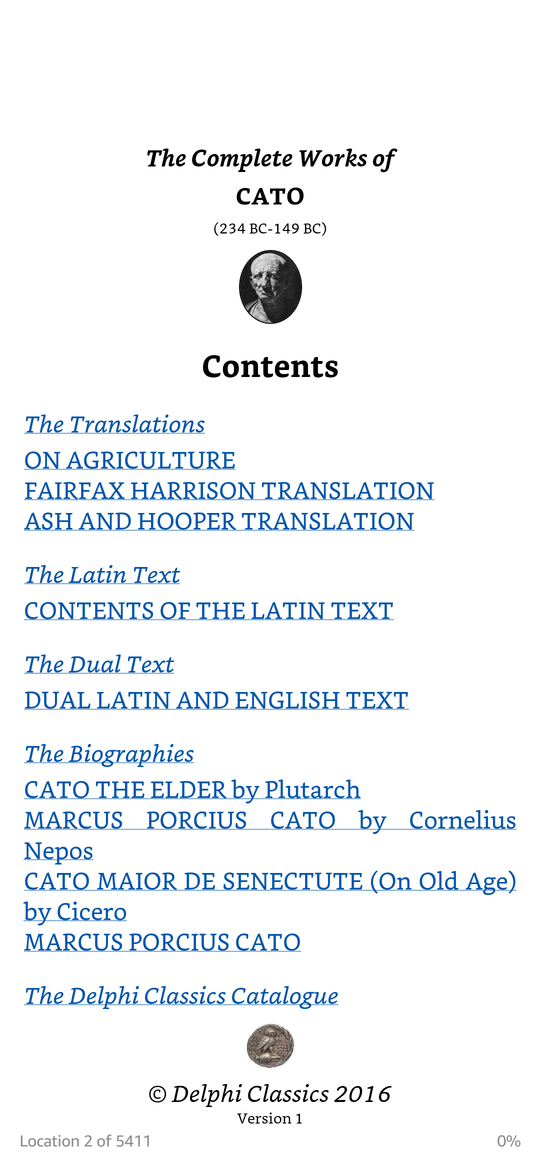 The Complete Works of
CATO
(234 BC-149 BC)
Contents
The Translations
ON AGRICULTURE
FAIRFAX HARRISON TRANSLATION
ASH AND HOOPER TRANSLATION
The Latin Text
CONTENTS OF THE LATIN TEXT
The Dual Text
DUAL LATIN AND ENGLISH TEXT
The Biographies
CATO THE ELDER by Plutarch
MARCUS PORCIUS CATO by Cornelius
Nepos
CATO MAIOR DE SENECTUTE (On Old Age)
by Cicero
MARCUS PORCIUS CATO
The Delphi Classics Catalogue
© Delphi Classics 2016
Version 1
Location 2 of 5411 0%